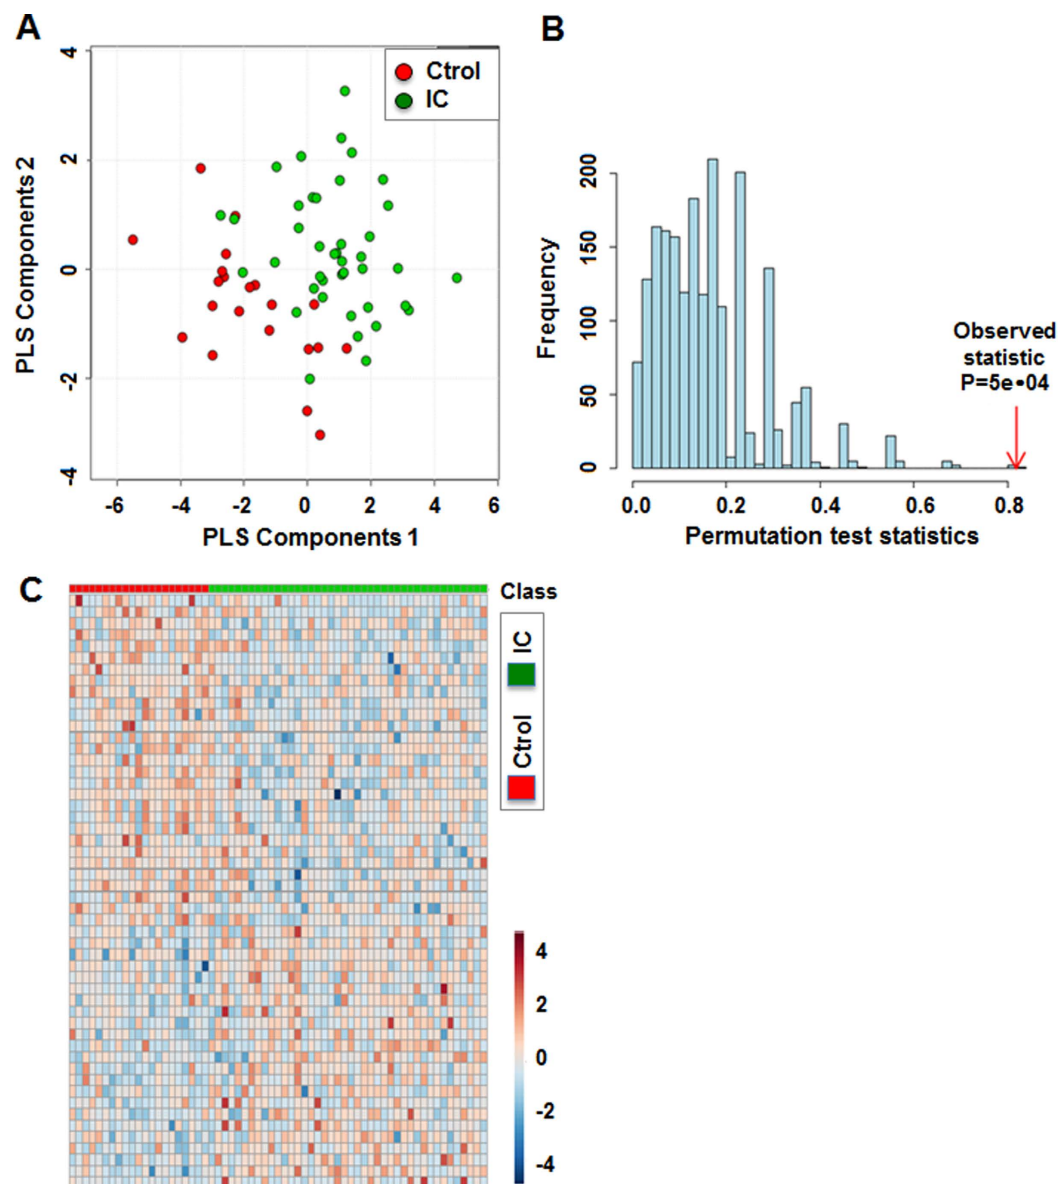 A
Ctrol
IC
4
2
0
-2
-4
PLS Components 2
-6
-4
-2
0
2
4
6
PLS Components 1
B
200
150
100
50
0
Frequency
Observed
statistic
P=5e•04
0.0
0.2
0.4
0.6
0.8
Permutation test statistics
C
Class
IC
Ctrol
4
2
0
-2
-4